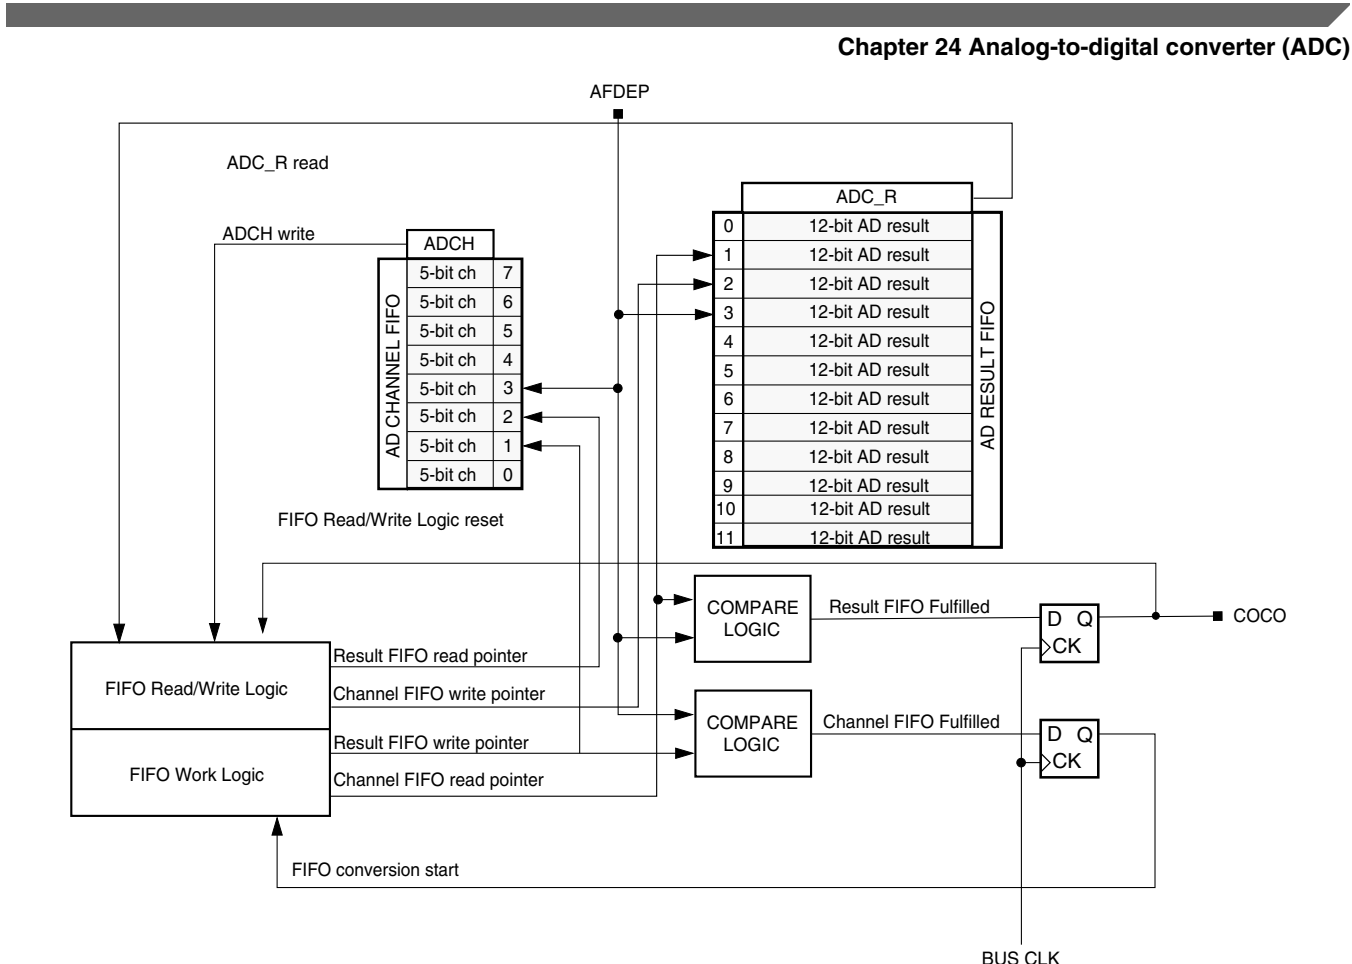 Chapter 24 Analog-to-digital converter (ADC)
AFDEP
ADC_R read
ADC_R
0 12-bit AD result
1 12-bit AD result
2 12-bit AD result
3 12-bit AD result
4 12-bit AD result
5 12-bit AD result
6 12-bit AD result
7 12-bit AD result
8 12-bit AD result
9 12-bit AD result
10 12-bit AD result
11 12-bit AD result
AD RESULT FIFO
ADCH write
ADCH
5-bit ch 7
5-bit ch 6
5-bit ch 5
5-bit ch 4
5-bit ch 3
5-bit ch 2
5-bit ch 1
5-bit ch 0
AD CHANNEL FIFO
FIFO Read/Write Logic reset
FIFO Read/Write Logic
FIFO Work Logic
Result FIFO read pointer
Channel FIFO write pointer
Result FIFO write pointer
Channel FIFO read pointer
COMPARE
LOGIC
Result FIFO Fulfilled
D Q
CK
COCO
COMPARE
LOGIC
Channel FIFO Fulfilled
D Q
CK
FIFO conversion start
BUS CLK